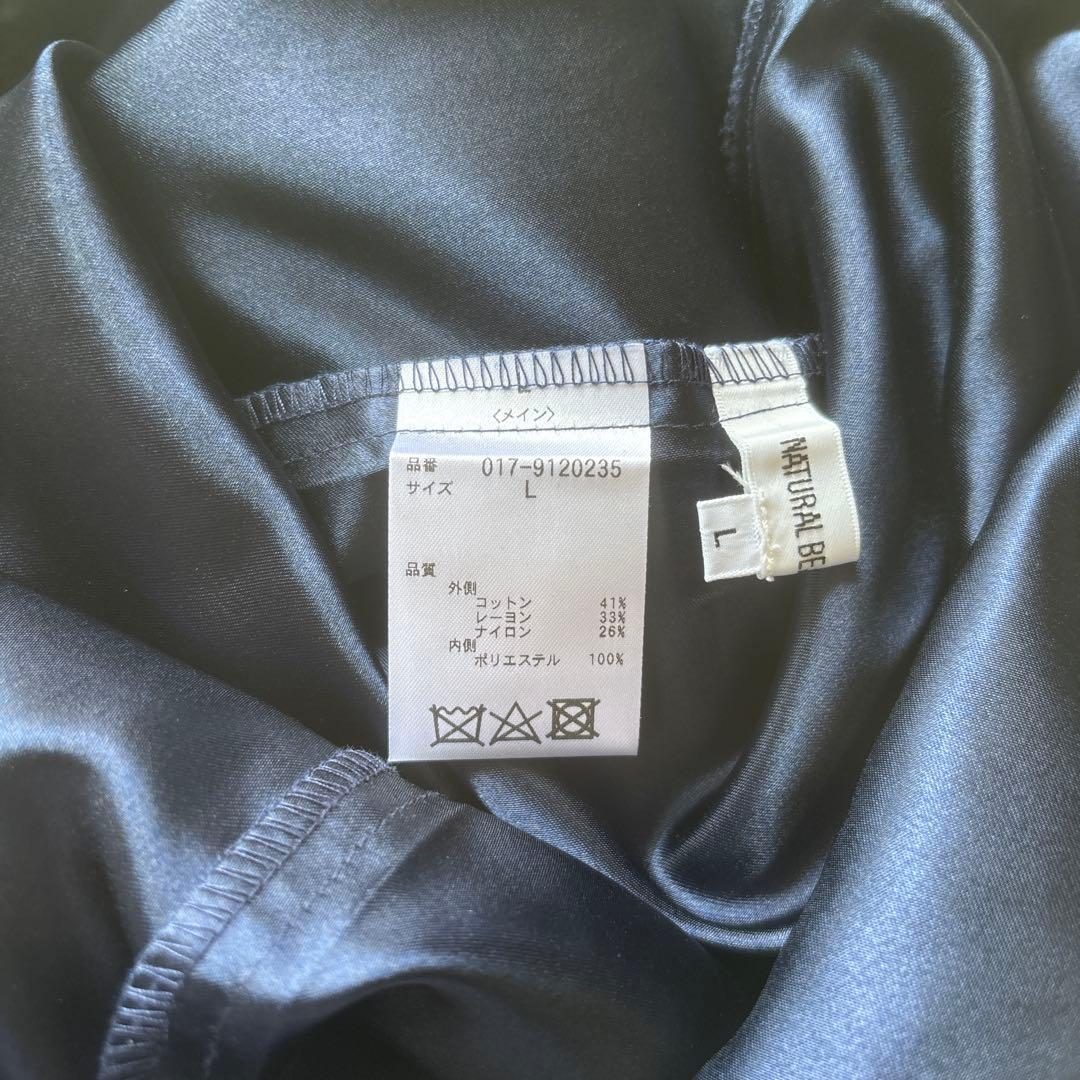 〈メイン〉
品番 017-9120235
サイズ L
品質
外側
コットン 41%
レーヨン 33%
ナイロン 26%
内側
ポリエステル 100%
NATURAL BE
L